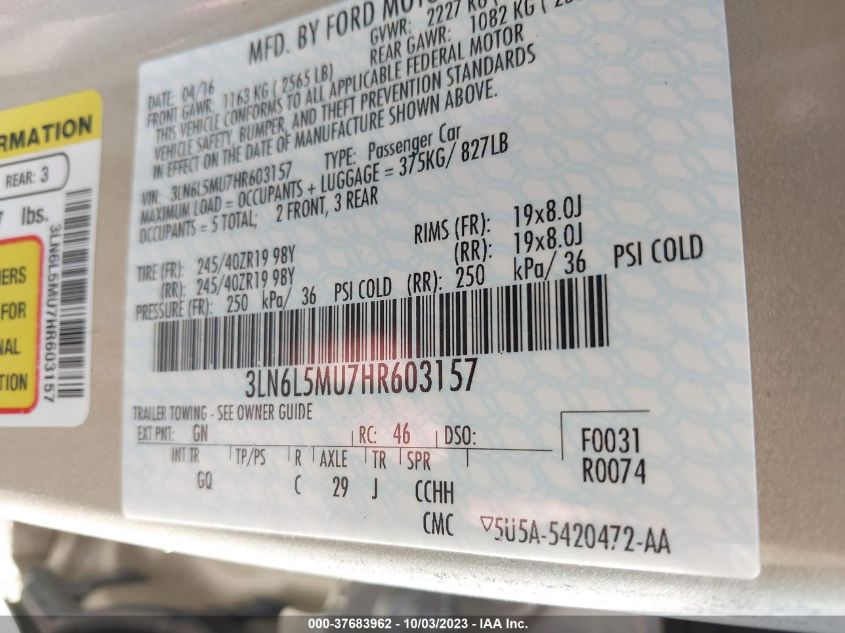 MFD. BY FORD MOTOR
GVWR: 2227 KG
DATE: 04/16
REAR GAWR: 1082 KG
FRONT GAWR: 1163 KG ( 2565 LB)
THIS VEHICLE CONFORMS TO ALL APPLICABLE FEDERAL MOTOR
VEHICLE SAFETY, BUMPER, AND THEFT PREVENTION STANDARDS
IN EFFECT ON THE DATE OF MANUFACTURE SHOWN ABOVE.
VIN: 3LN6L5MU7HR603157 TYPE: Passenger Car
MAXIMUM LOAD = OCCUPANTS + LUGGAGE = 375KG/ 827LB
OCCUPANTS = 5 TOTAL; 2 FRONT, 3 REAR
RIMS (FR): 19x8.0J
TIRE (FR): 245/40ZR19 98Y
(RR): 19x8.0J
(RR): 245/40ZR19 98Y
PRESSURE (FR): 250 kPa/ 36 PSI COLD (RR): 250 kPa/ 36 PSI COLD
3LN6L5MU7HR603157
TRAILER TOWING - SEE OWNER GUIDE
EXT PNT: GN RC: 46 DSO:
INT TR TP/PS R AXLE TR SPR
GQ C 29 J CCHH
F0031
R0074
CMC ▽5U5A-5420472-AA
RMATION
REAR: 3
lbs.
3LN6L5MU7HR603157
FOR
TION
000-37683962 - 10/03/2023 - IAA Inc.